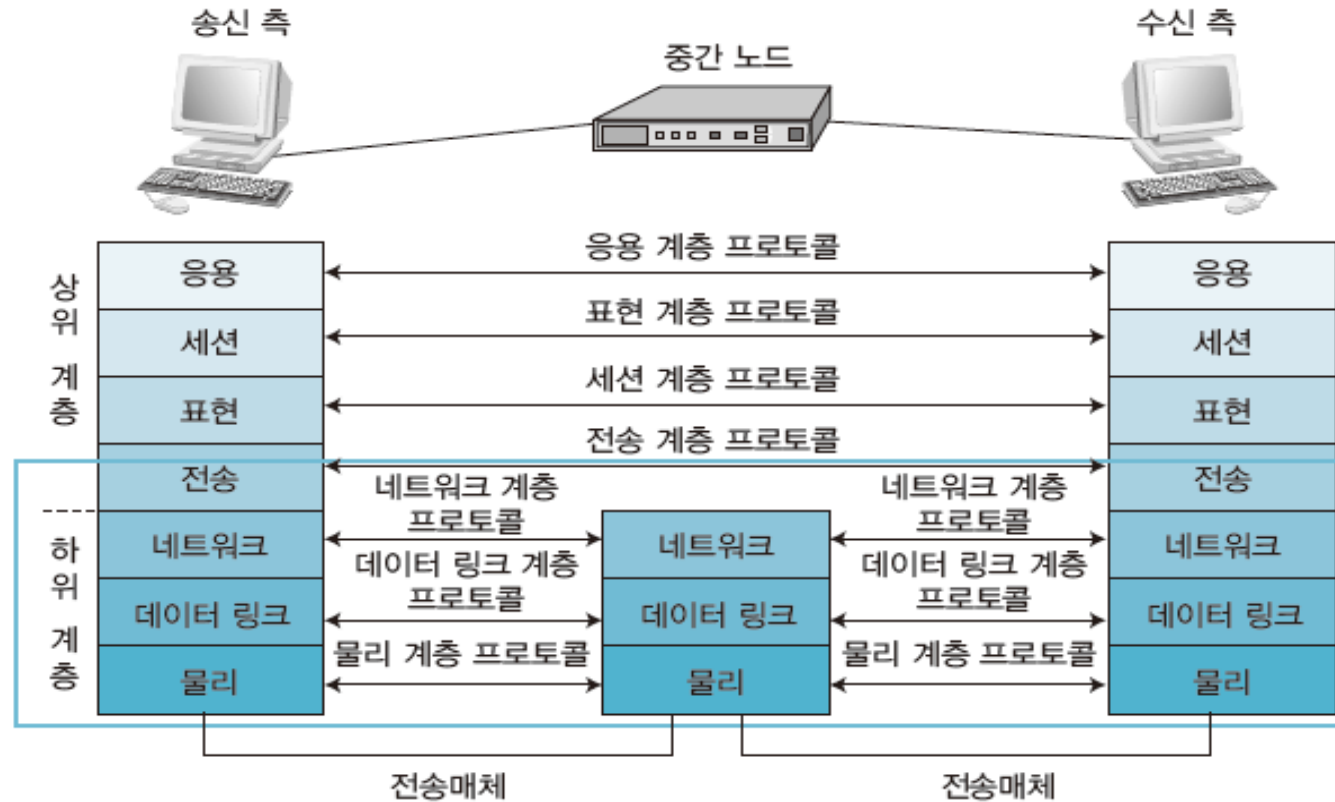 송신 측
중간 노드
수신 측
상위 계층
응용
응용 계층 프로토콜
응용
세션
표현 계층 프로토콜
세션
표현
세션 계층 프로토콜
표현
전송
전송 계층 프로토콜
전송
하위 계층
네트워크
네트워크 계층
프로토콜
네트워크
네트워크 계층
프로토콜
네트워크
데이터 링크
데이터 링크 계층
프로토콜
데이터 링크
데이터 링크 계층
프로토콜
데이터 링크
물리
물리 계층 프로토콜
물리
물리 계층 프로토콜
물리
전송매체
전송매체